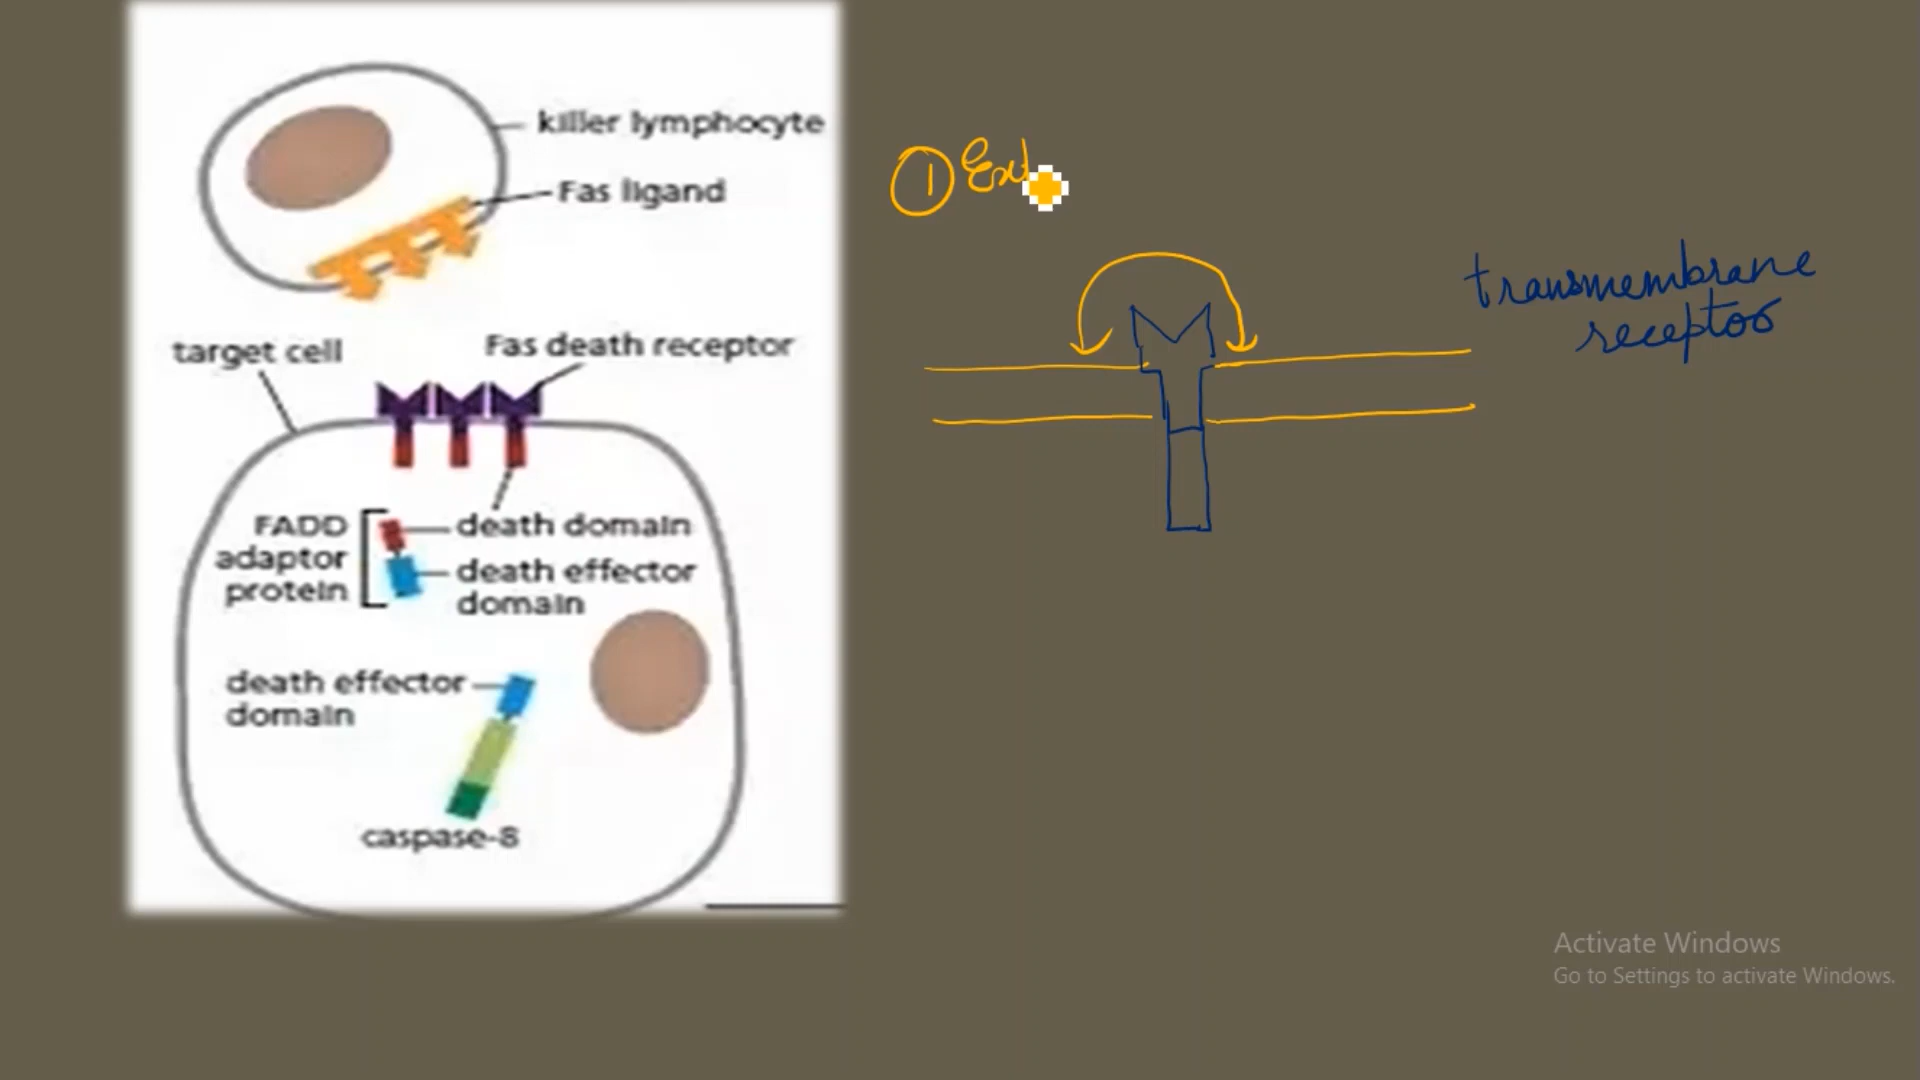 killer lymphocyte
Fas ligand
target cell
Fas death receptor
FADD
adaptor
protein
death domain
death effector
domain
death effector
domain
caspase-8
① Ext
transmembrane
receptor
Activate Windows
Go to Settings to activate Windows.